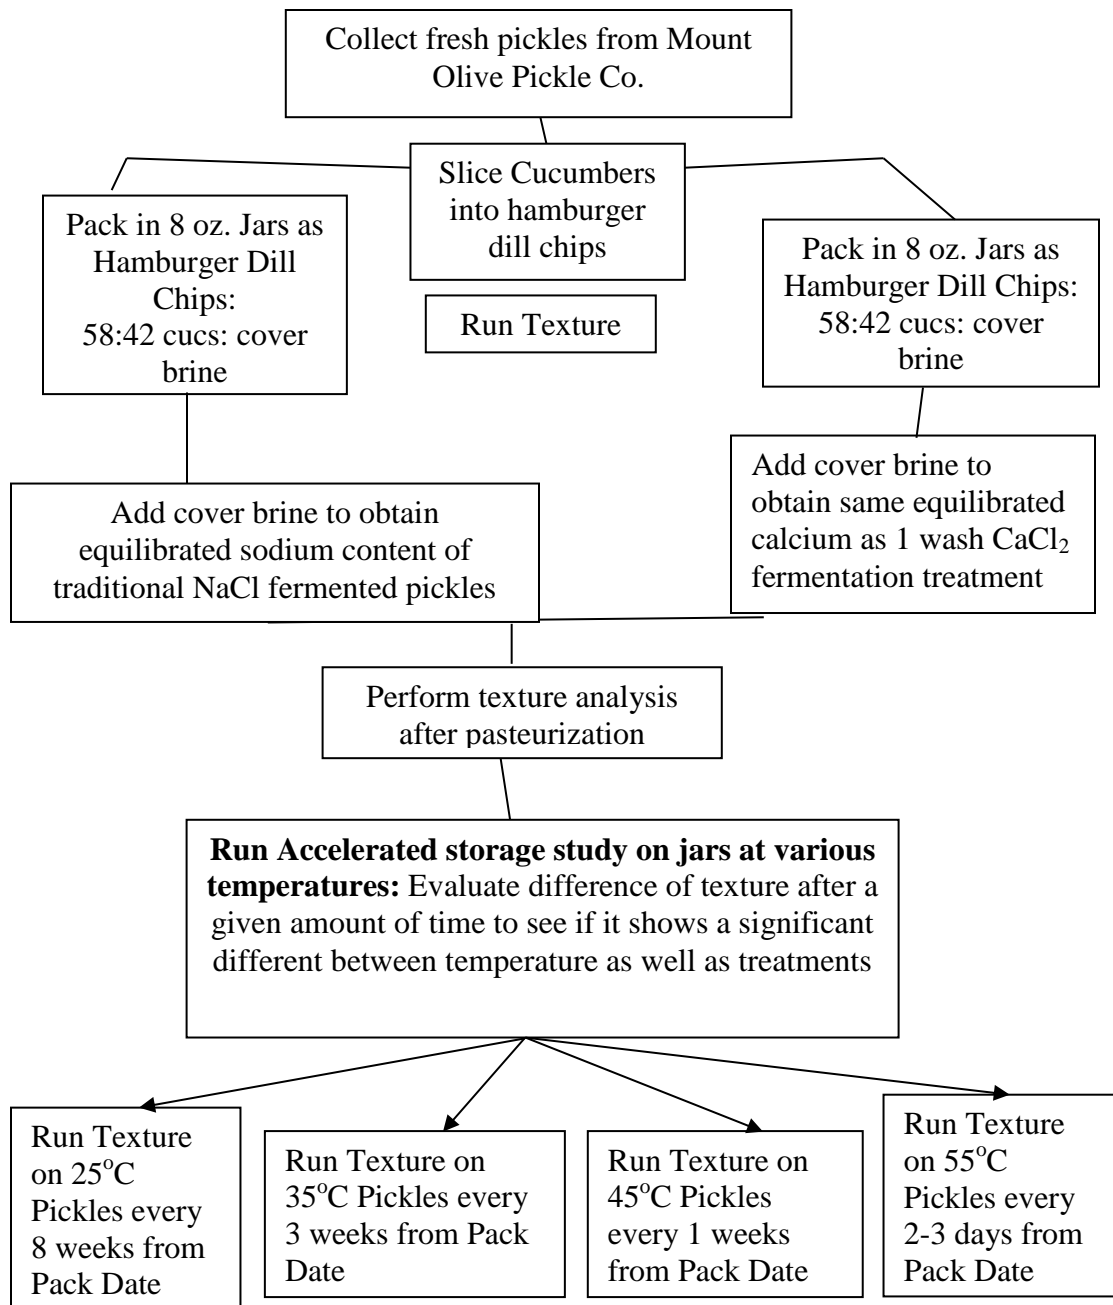 Collect fresh pickles from Mount
Olive Pickle Co.
Slice Cucumbers
into hamburger
dill chips
Run Texture
Pack in 8 oz. Jars as
Hamburger Dill
Chips:
58:42 cucs: cover
brine
Pack in 8 oz. Jars as
Hamburger Dill Chips:
58:42 cucs: cover
brine
Add cover brine to obtain
equilibrated sodium content of
traditional NaCl fermented pickles
Add cover brine to
obtain same equilibrated
calcium as 1 wash CaCl₂
fermentation treatment
Perform texture analysis
after pasteurization
Run Accelerated storage study on jars at various
temperatures: Evaluate difference of texture after a
given amount of time to see if it shows a significant
different between temperature as well as treatments
Run Texture
on 25°C
Pickles every
8 weeks from
Pack Date
Run Texture on
35°C Pickles every
3 weeks from Pack
Date
Run Texture on
45°C Pickles
every 1 weeks
from Pack Date
Run Texture
on 55°C
Pickles every
2-3 days from
Pack Date